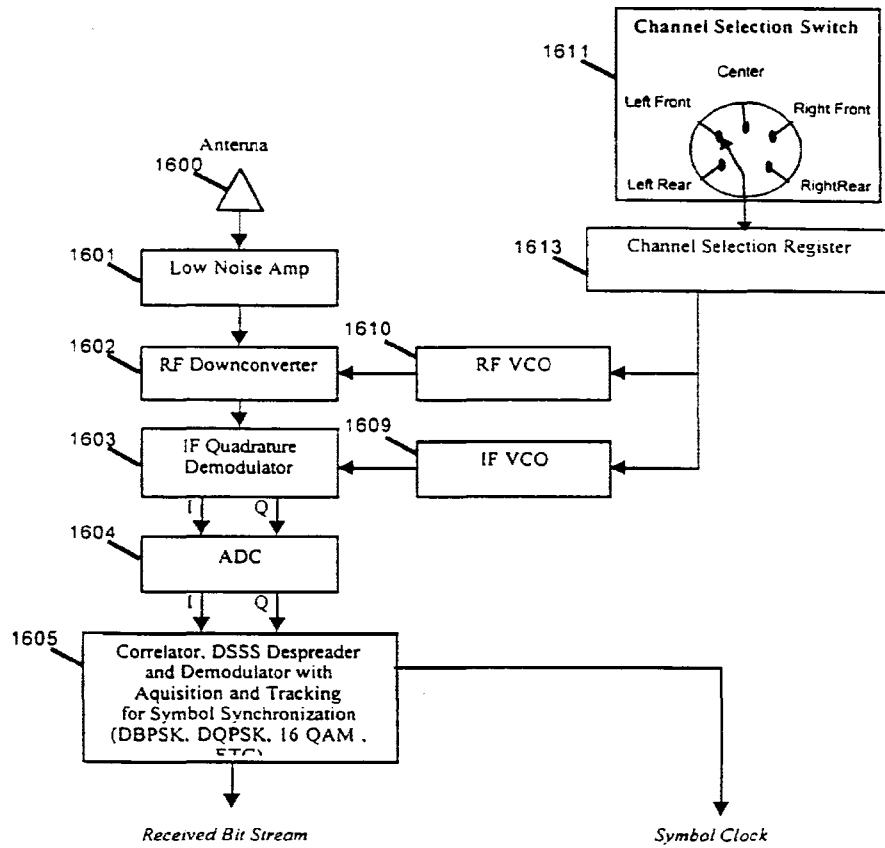 Channel Selection Switch
1611
Center
Left Front
Right Front
Left Rear
RightRear
Antenna
1600
1613
Channel Selection Register
1601
Low Noise Amp
1602
RF Downconverter
1610
RF VCO
1603
IF Quadrature
Demodulator
1609
IF VCO
I
Q
1604
ADC
I
Q
1605
Correlator, DSSS Despreader
and Demodulator with
Aquisition and Tracking
for Symbol Synchronization
(DBPSK, DQPSK, 16 QAM ,
ETC)
Received Bit Stream
Symbol Clock